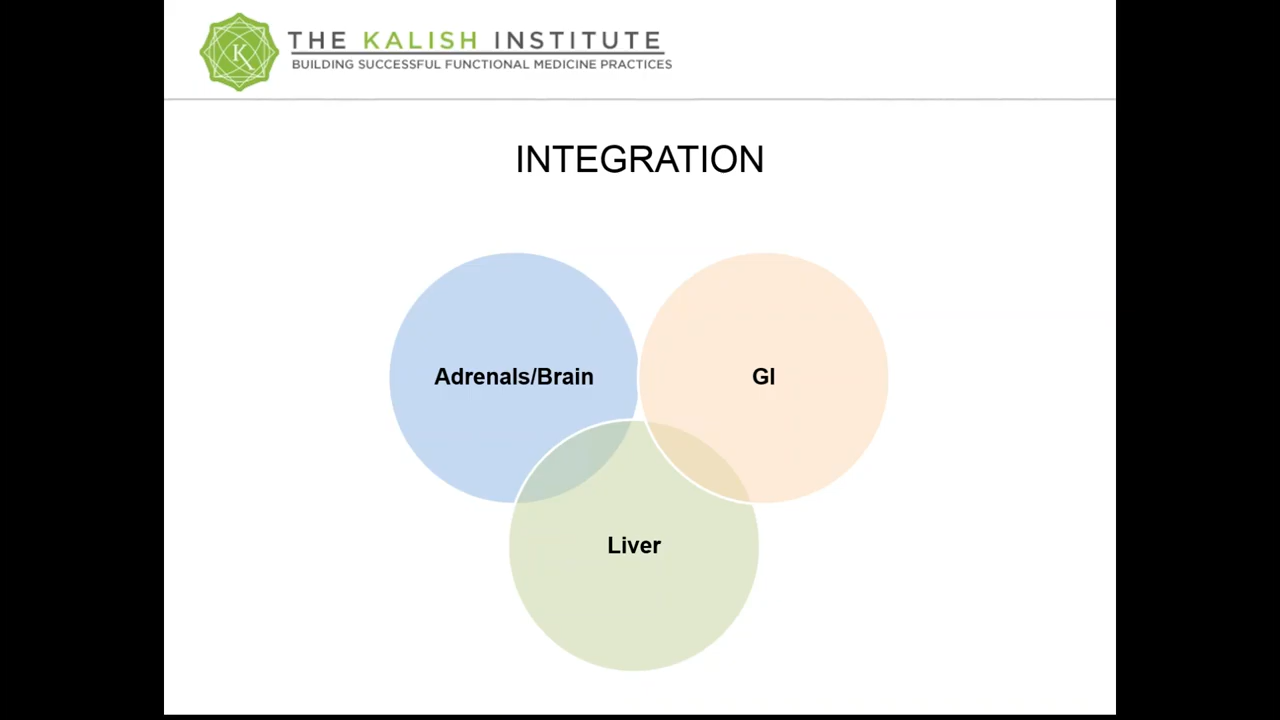 THE KALISH INSTITUTE
BUILDING SUCCESSFUL FUNCTIONAL MEDICINE PRACTICES
INTEGRATION
Adrenals/Brain
GI
Liver